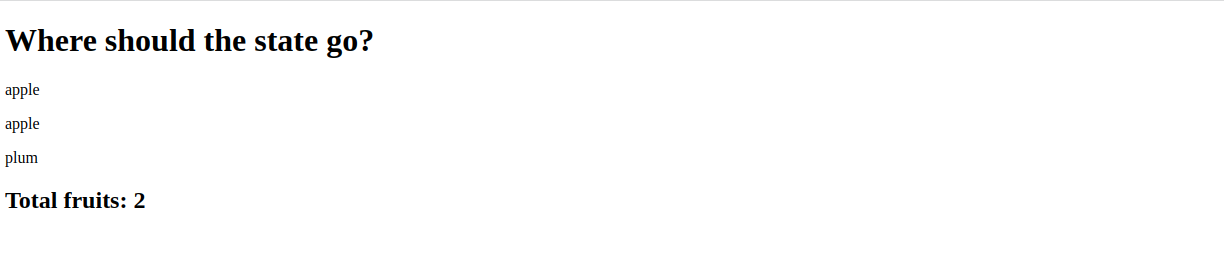 Where should the state go?
apple
apple
plum
Total fruits: 2